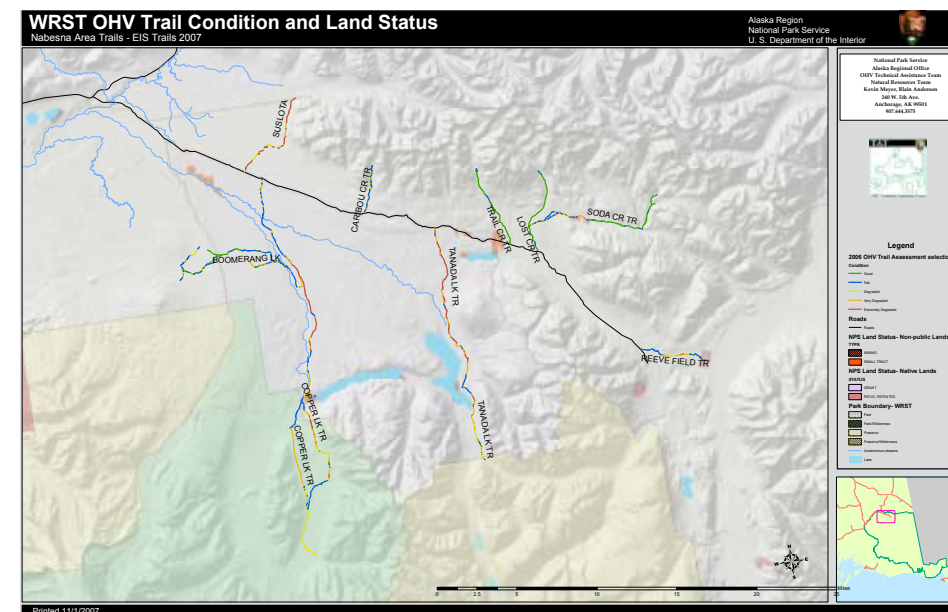 WRST OHV Trail Condition and Land Status
Nabesna Area Trails - EIS Trails 2007
Alaska Region
National Park Service
U. S. Department of the Interior
National Park Service
Alaska Regional Office
OHV Technical Assistance Team
Natural Resources Team
Kevin Meyer, Blain Anderson
240 W. 5th Ave.
Anchorage, AK 99501
907.644.3575
TAT
SUSLOTA
CARIBOU CR TR
TRAIL CR TR
LOST CR TR
SODA CR TR
BOOMERANG LK
TANADA LK TR
REEVE FIELD TR
COPPER LK TR
COPPER LK TR
TANADA LK TR
Legend
2006 OHV Trail Assessment selectio
Condition
Good
Fair
Degraded
Very Degraded
Extremely Degraded
Roads
Roads
NPS Land Status- Non-public Lands
TYPE
MINING
SMALL TRACT
NPS Land Status- Native Lands
STATUS
GRANT
PATAC- PATENTED
Park Boundary- WRST
Park
Park/Wilderness
Preserve
Preserve/Wilderness
Lake
N
W E
S
0 2.5 5 10 15 20 25
Miles
Printed 11/1/2007